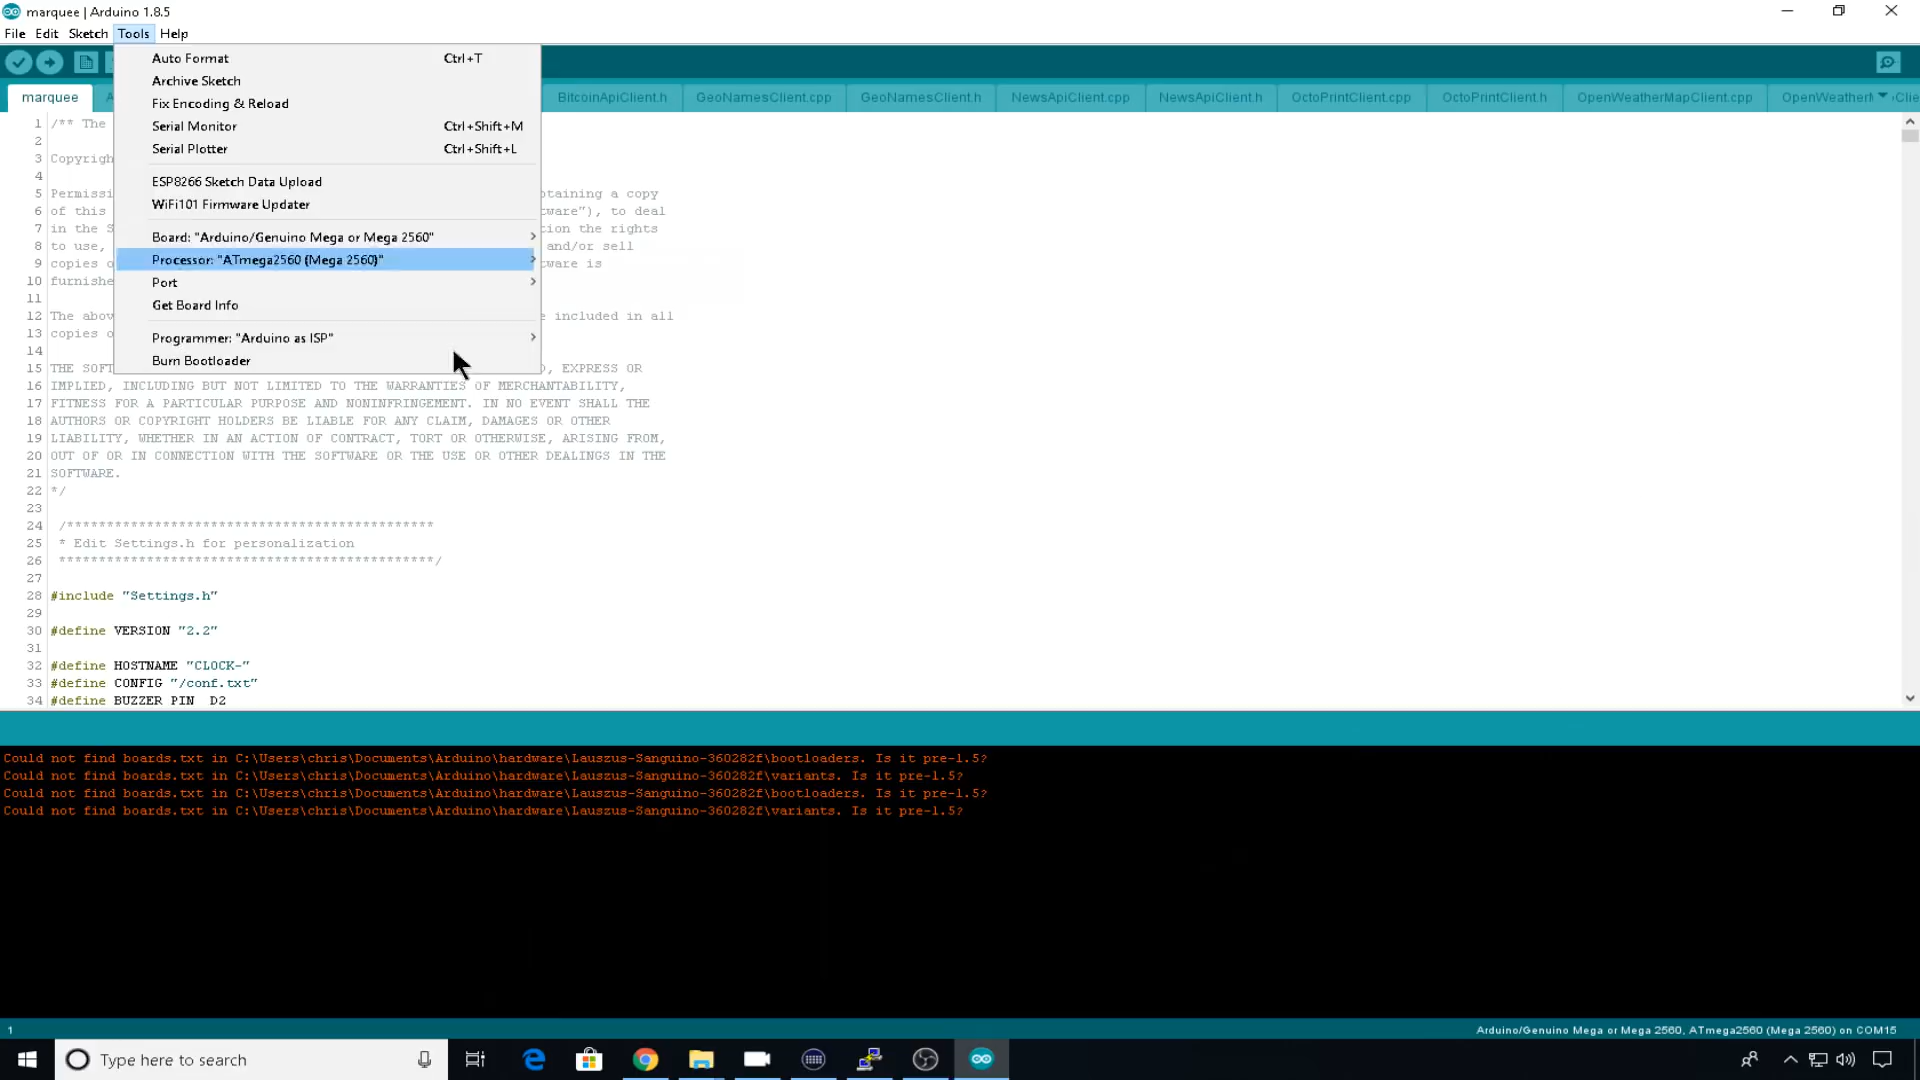 marquee | Arduino 1.8.5
File Edit Sketch Tools Help
Auto Format Ctrl+T
Archive Sketch
Fix Encoding & Reload
Serial Monitor Ctrl+Shift+M
Serial Plotter Ctrl+Shift+L
ESP8266 Sketch Data Upload
WiFi101 Firmware Updater
Board: "Arduino/Genuino Mega or Mega 2560"
Processor: "ATmega2560 (Mega 2560)"
Port
Get Board Info
Programmer: "Arduino as ISP"
Burn Bootloader
marquee A BitcoinApiClient.h GeoNamesClient.cpp GeoNamesClient.h NewsApiClient.cpp NewsApiClient.h OctoPrintClient.cpp OctoPrintClient.h OpenWeatherMapClient.cpp
1 /** The
2
3 Copyrigh
4
5 Permissi btaining a copy
6 of this tware"), to deal
7 in the S tion the rights
8 to use, and/or sell
9 copies o tware is
10 furnishe
11
12 The abov e included in all
13 copies o
14
15 THE SOFT D, EXPRESS OR
16 IMPLIED, INCLUDING BUT NOT LIMITED TO THE WARRANTIES OF MERCHANTABILITY,
17 FITNESS FOR A PARTICULAR PURPOSE AND NONINFRINGEMENT. IN NO EVENT SHALL THE
18 AUTHORS OR COPYRIGHT HOLDERS BE LIABLE FOR ANY CLAIM, DAMAGES OR OTHER
19 LIABILITY, WHETHER IN AN ACTION OF CONTRACT, TORT OR OTHERWISE, ARISING FROM,
20 OUT OF OR IN CONNECTION WITH THE SOFTWARE OR THE USE OR OTHER DEALINGS IN THE
21 SOFTWARE.
22 */
23
24 /**********************************************
25 * Edit Settings.h for personalization
26 ***********************************************/
27
28 #include "Settings.h"
29
30 #define VERSION "2.2"
31
32 #define HOSTNAME "CLOCK-"
33 #define CONFIG "/conf.txt"
34 #define BUZZER_PIN D2
Could not find boards.txt in C:\Users\chris\Documents\Arduino\hardware\Lauszus-Sanguino-360282f\bootloaders. Is it pre-1.5?
Could not find boards.txt in C:\Users\chris\Documents\Arduino\hardware\Lauszus-Sanguino-360282f\variants. Is it pre-1.5?
Could not find boards.txt in C:\Users\chris\Documents\Arduino\hardware\Lauszus-Sanguino-360282f\bootloaders. Is it pre-1.5?
Could not find boards.txt in C:\Users\chris\Documents\Arduino\hardware\Lauszus-Sanguino-360282f\variants. Is it pre-1.5?
1 Arduino/Genuino Mega or Mega 2560, ATmega2560 (Mega 2560) on COM15
Type here to search